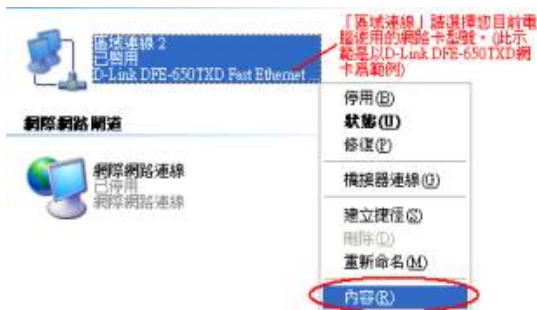 區域連線 2
已啟用
D-Link DFE-650TXD Fast Ethernet ...
「區域連線」請選擇您目前電
腦使用的網路卡型號。(此示
範是以D-Link DFE-650TXD網
卡為範例)
網際網路閘道
網際網路連線
已停用
網際網路連線
停用(B)
狀態(U)
修復(P)
橋接器連線(G)
建立捷徑(S)
刪除(D)
重新命名(M)
內容(R)